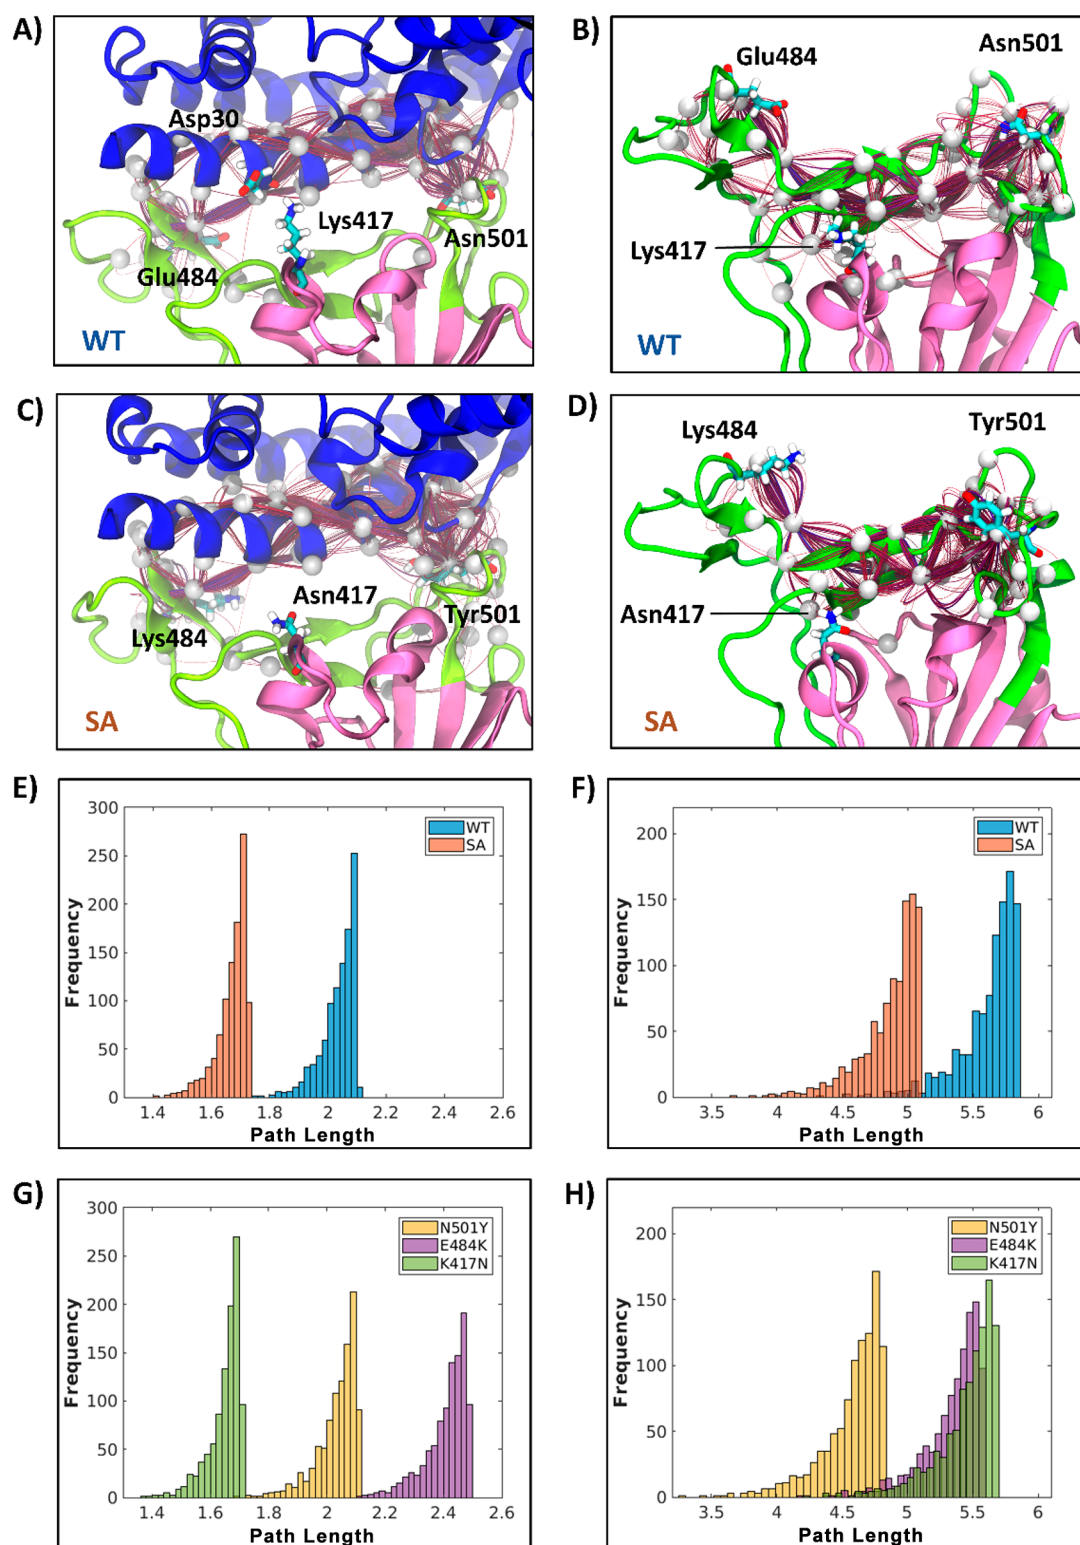 A)
Asp30
Lys417
Asn501
Glu484
WT
B)
Glu484
Asn501
Lys417
WT
C)
Asn417
Tyr501
Lys484
SA
D)
Lys484
Tyr501
Asn417
SA
E)
300
250
200
150
100
50
0
Frequency
1.4 1.6 1.8 2 2.2 2.4 2.6
Path Length
WT
SA
F)
200
150
100
50
0
Frequency
3.5 4 4.5 5 5.5 6
Path Length
WT
SA
G)
300
250
200
150
100
50
0
Frequency
1.4 1.6 1.8 2 2.2 2.4 2.6
Path Length
N501Y
E484K
K417N
H)
200
150
100
50
0
Frequency
3.5 4 4.5 5 5.5 6
Path Length
N501Y
E484K
K417N